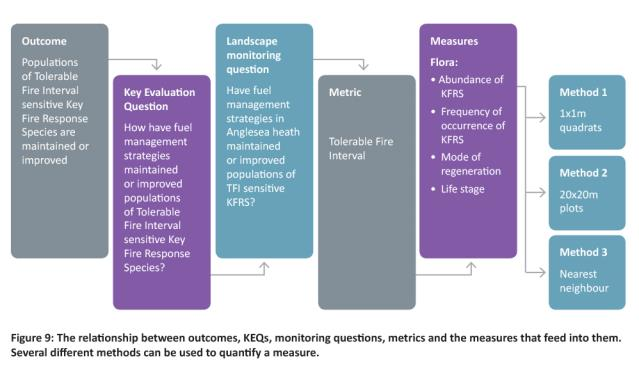 Outcome
Populations
of Tolerable
Fire Interval
sensitive Key
Fire Response
Species are
maintained or
improved
Key Evaluation
Question
How have fuel
management
strategies
maintained
or improved
populations
of Tolerable
Fire Interval
sensitive Key
Fire Response
Species?
Landscape
monitoring
question
Have fuel
management
strategies in
Anglesea heath
maintained
or improved
populations of
TFI sensitive
KFRS?
Metric
Tolerable Fire
Interval
Measures
Flora:
• Abundance of
KFRS
• Frequency of
occurrence of
KFRS
• Mode of
regeneration
• Life stage
Method 1
1x1m
quadrats
Method 2
20x20m
plots
Method 3
Nearest
neighbour
Figure 9: The relationship between outcomes, KEQs, monitoring questions, metrics and the measures that feed into them.
Several different methods can be used to quantify a measure.